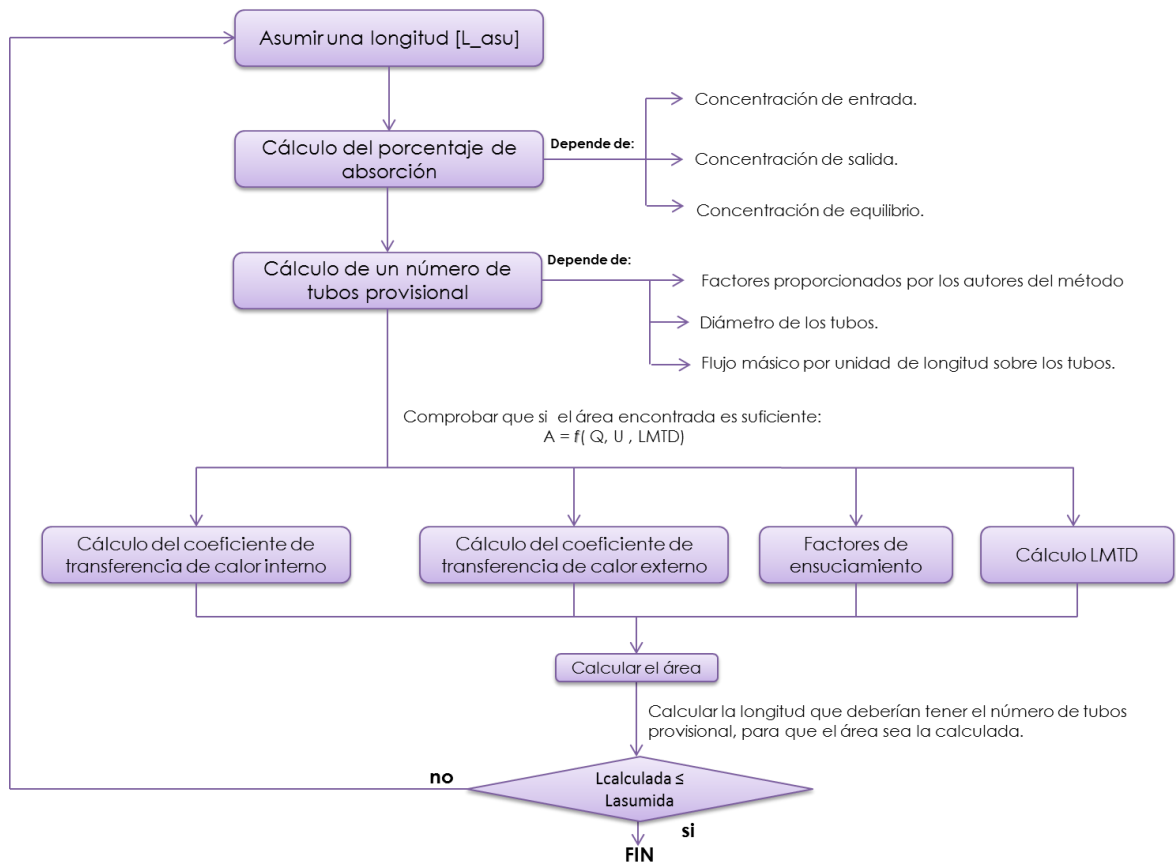 Asumir una longitud [L_asu]
Cálculo del porcentaje de
absorción
Depende de:
Concentración de entrada.
Concentración de salida.
Concentración de equilibrio.
Cálculo de un número de
tubos provisional
Depende de:
Factores proporcionados por los autores del método
Diámetro de los tubos.
Flujo másico por unidad de longitud sobre los tubos.
Comprobar que si el área encontrada es suficiente:
A = f( Q, U , LMTD)
Cálculo del coeficiente de
transferencia de calor interno
Cálculo del coeficiente de
transferencia de calor externo
Factores de
ensuciamiento
Cálculo LMTD
Calcular el área
Calcular la longitud que deberían tener el número de tubos
provisional, para que el área sea la calculada.
no
Lcalculada ≤
Lasumida
si
FIN